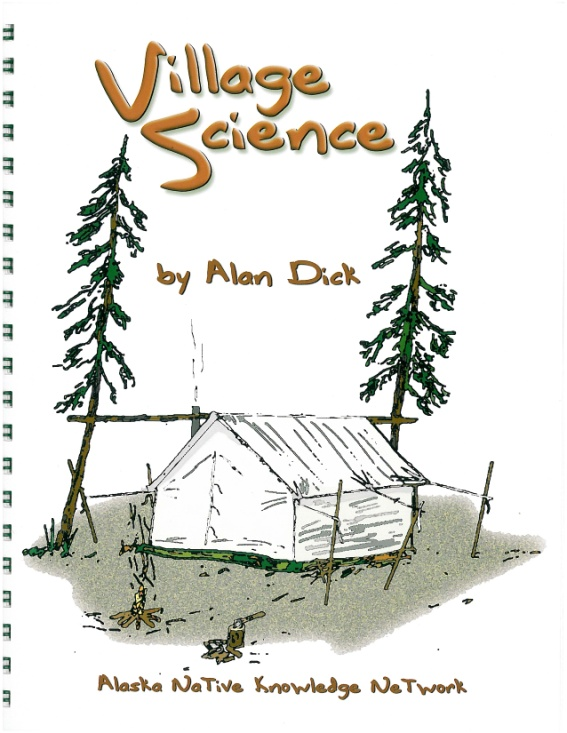 Village
Science
by Alan Dick
Alaska Native Knowledge Network